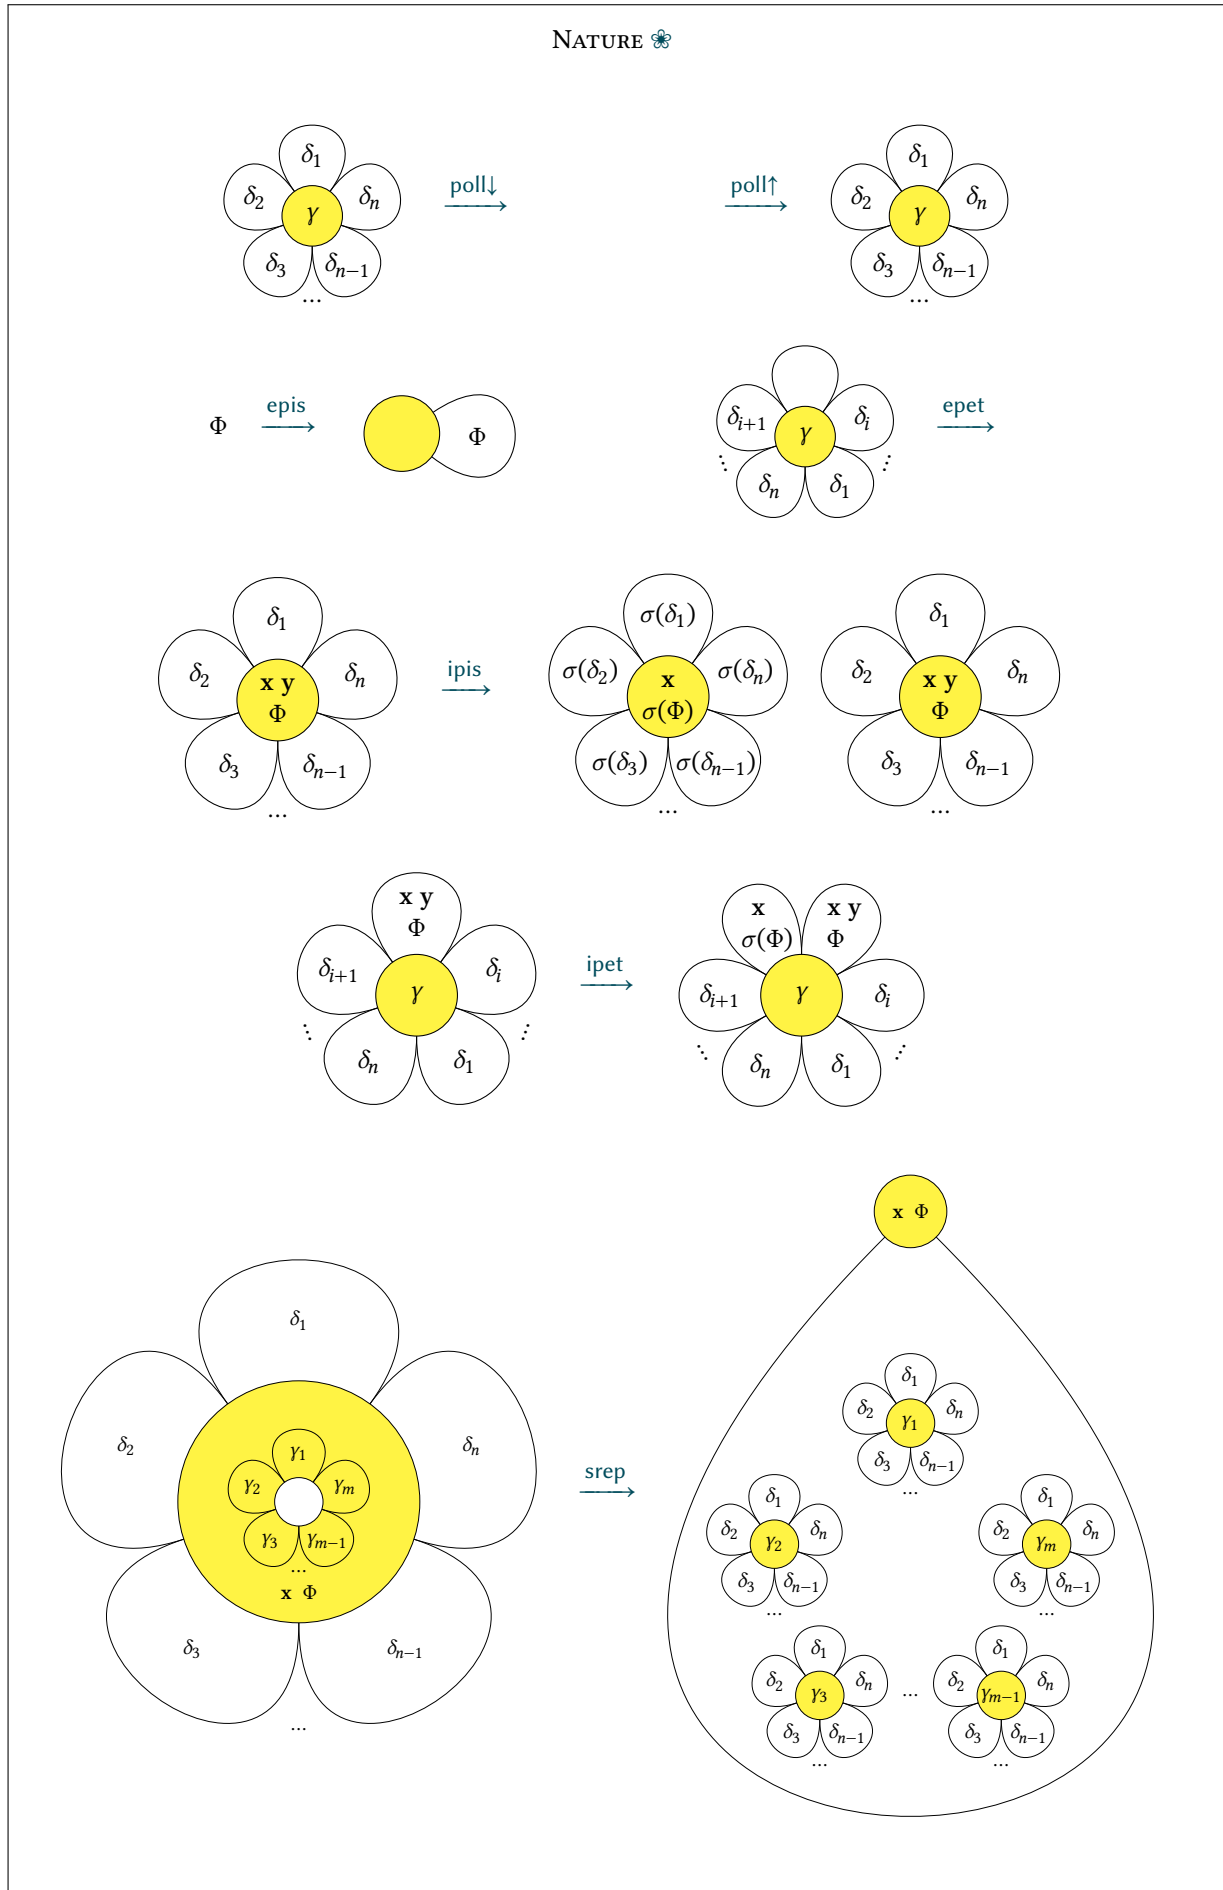 NATURE ❀
δ1
δ2 γ δn
δ3 δn−1
...
poll↓
poll↑
δ1
δ2 γ δn
δ3 δn−1
...
Φ
epis
Φ
δi+1 γ δi
⋮ ⋮
δn δ1
epet
δ1
δ2 x y δn
Φ
δ3 δn−1
...
ipis
σ(δ1)
σ(δ2) x σ(δn)
σ(Φ)
σ(δ3) σ(δn−1)
...
δ1
δ2 x y δn
Φ
δ3 δn−1
...
x y
Φ
δi+1 γ δi
⋮ ⋮
δn δ1
ipet
x x y
σ(Φ) Φ
δi+1 γ δi
⋮ ⋮
δn δ1
δ1
δ2 δn
γ1
γ2 γm
γ3 γm−1
...
x Φ
δ3 δn−1
...
srep
x Φ
δ1
δ2 γ1 δn
δ3 δn−1
...
δ1
δ2 γ2 δn
δ3 δn−1
...
δ1
δ2 γm δn
δ3 δn−1
...
δ1
δ2 γ3 δn
δ3 δn−1
...
...
δ1
δ2 γm−1 δn
δ3 δn−1
...